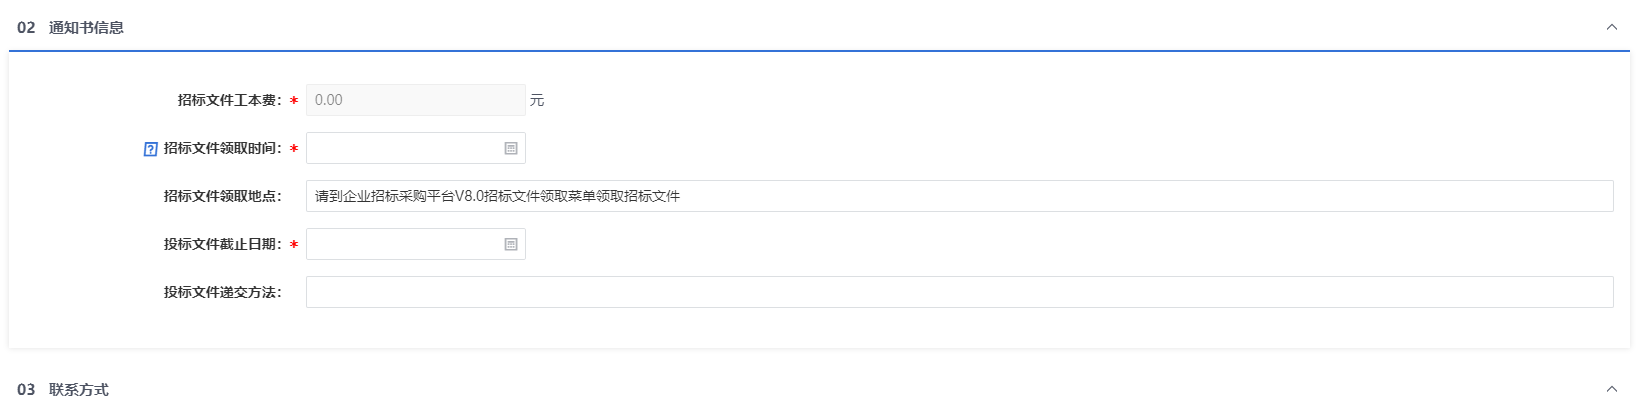 02 通知书信息
招标文件工本费：* 0.00 元
? 招标文件领取时间：*
招标文件领取地点： 请到企业招标采购平台V8.0招标文件领取菜单领取招标文件
投标文件截止日期：*
投标文件递交方法：
03 联系方式